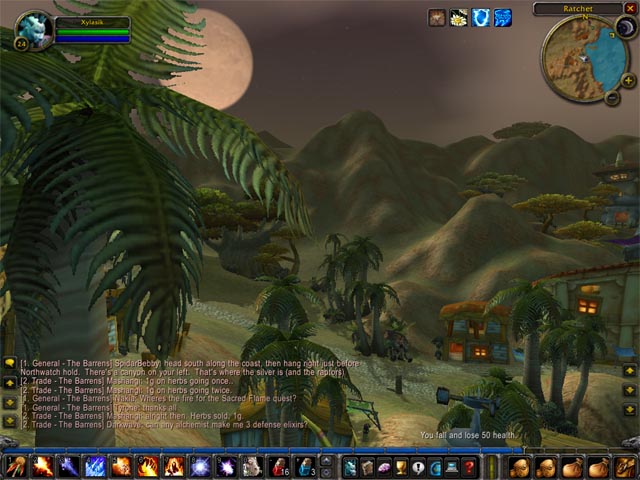 Xylasik
24
Ratchet
N
3
[1. General - The Barrens] SpidarBebby: head south along the coast, then hang right just before
Northwatch hold. There's a canyon on your left. That's where the silver is (and the raptors)
[2. Trade - The Barrens] Mashangi: 1g on herbs going once..
[2. Trade - The Barrens] Mashangi: 1g on herbs going twice.
[1. General - The Barrens] Nakia: Wheres the fire for the Sacred Flame quest?
[1. General - The Barrens] thanks all
[2. Trade - The Barrens] Mashangi: alright then. Herbs sold, 1g.
[2. Trade - The Barrens] Darkwave: can any alchemist make me 3 defense elixirs?
You fall and lose 50 health.
16
3